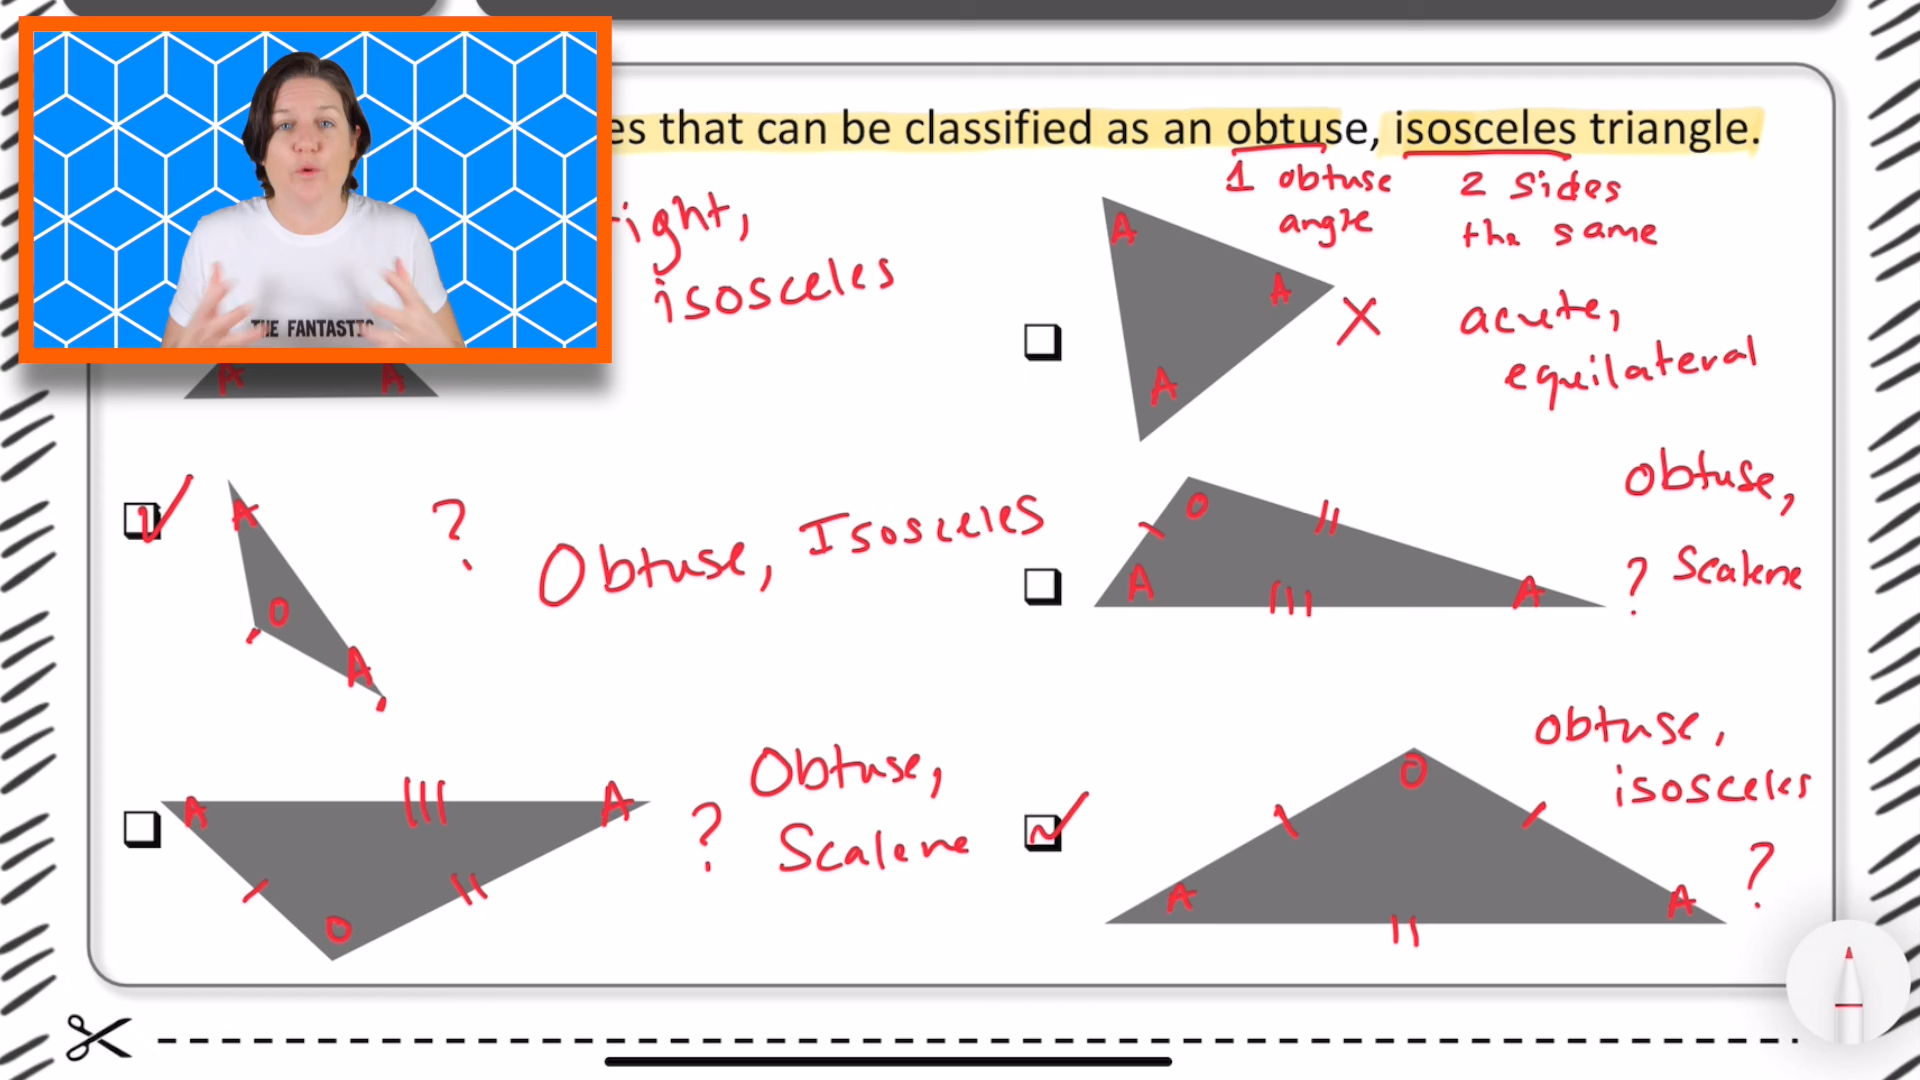 es that can be classified as an obtuse, isosceles triangle.
1 obtuse
angle
2 sides
the same
THE FANTASTIC
right,
isosceles
A
A
A
A
A
X
acute,
equilateral
✓
A
O
A
?
Obtuse, Isosceles
O
A
A
Obtuse,
? Scalene
A
A
O
?
Obtuse,
Scalene
✓
O
A
A
obtuse,
isosceles
?